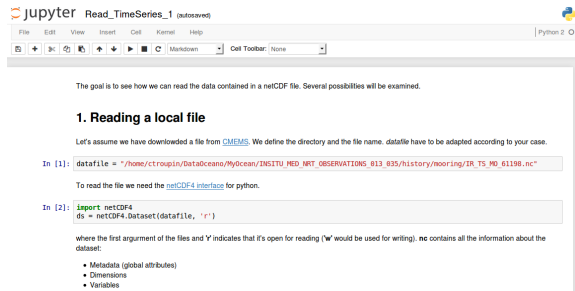 jupyter Read_TimeSeries_1 (autosaved)
File Edit View Insert Cell Kernel Help Python 2
Markdown Cell Toolbar: None
The goal is to see how we can read the data contained in a netCDF file. Several possibilities will be examined.
1. Reading a local file
Let's assume we have downlowded a file from CMEMS. We define the directory and the file name. datafile have to be adapted according to your case.
In [1]: datafile = "/home/ctroupin/DataOceano/MyOcean/INSITU_MED_NRT_OBSERVATIONS_013_035/history/mooring/IR_TS_MO_61198.nc"
To read the file we need the netCDF4 interface for python.
In [2]: import netCDF4
ds = netCDF4.Dataset(datafile, 'r')
where the first argurment of the files and 'r' indicates that it's open for reading ('w' would be used for writing). nc contains all the information about the
dataset:
• Metadata (global attributes)
• Dimensions
• Variables